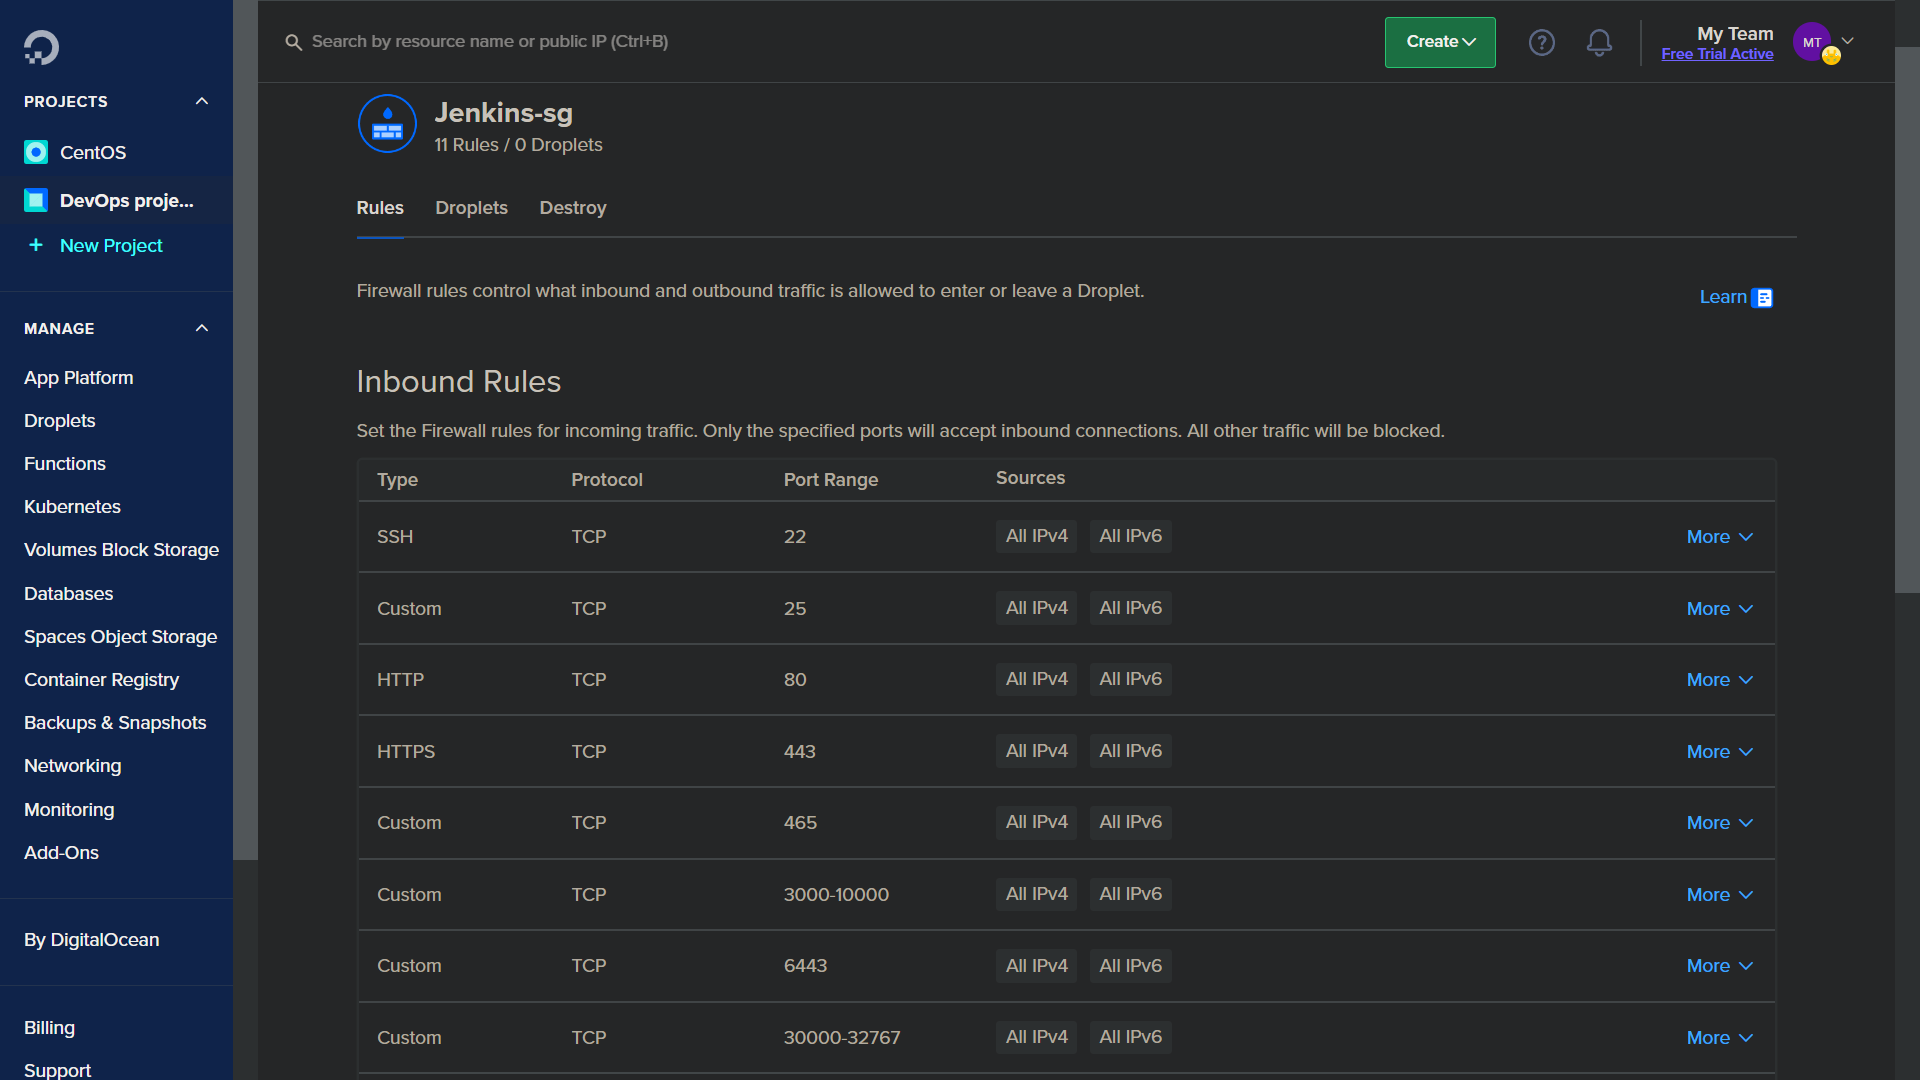 Search by resource name or public IP (Ctrl+B)
Create
My Team
Free Trial Active
MT
PROJECTS
CentOS
DevOps proje...
+ New Project
MANAGE
App Platform
Droplets
Functions
Kubernetes
Volumes Block Storage
Databases
Spaces Object Storage
Container Registry
Backups & Snapshots
Networking
Monitoring
Add-Ons
By DigitalOcean
Billing
Support
Jenkins-sg
11 Rules / 0 Droplets
Rules Droplets Destroy
Firewall rules control what inbound and outbound traffic is allowed to enter or leave a Droplet.
Learn
Inbound Rules
Set the Firewall rules for incoming traffic. Only the specified ports will accept inbound connections. All other traffic will be blocked.
Type Protocol Port Range Sources
SSH TCP 22 All IPv4 All IPv6 More
Custom TCP 25 All IPv4 All IPv6 More
HTTP TCP 80 All IPv4 All IPv6 More
HTTPS TCP 443 All IPv4 All IPv6 More
Custom TCP 465 All IPv4 All IPv6 More
Custom TCP 3000-10000 All IPv4 All IPv6 More
Custom TCP 6443 All IPv4 All IPv6 More
Custom TCP 30000-32767 All IPv4 All IPv6 More